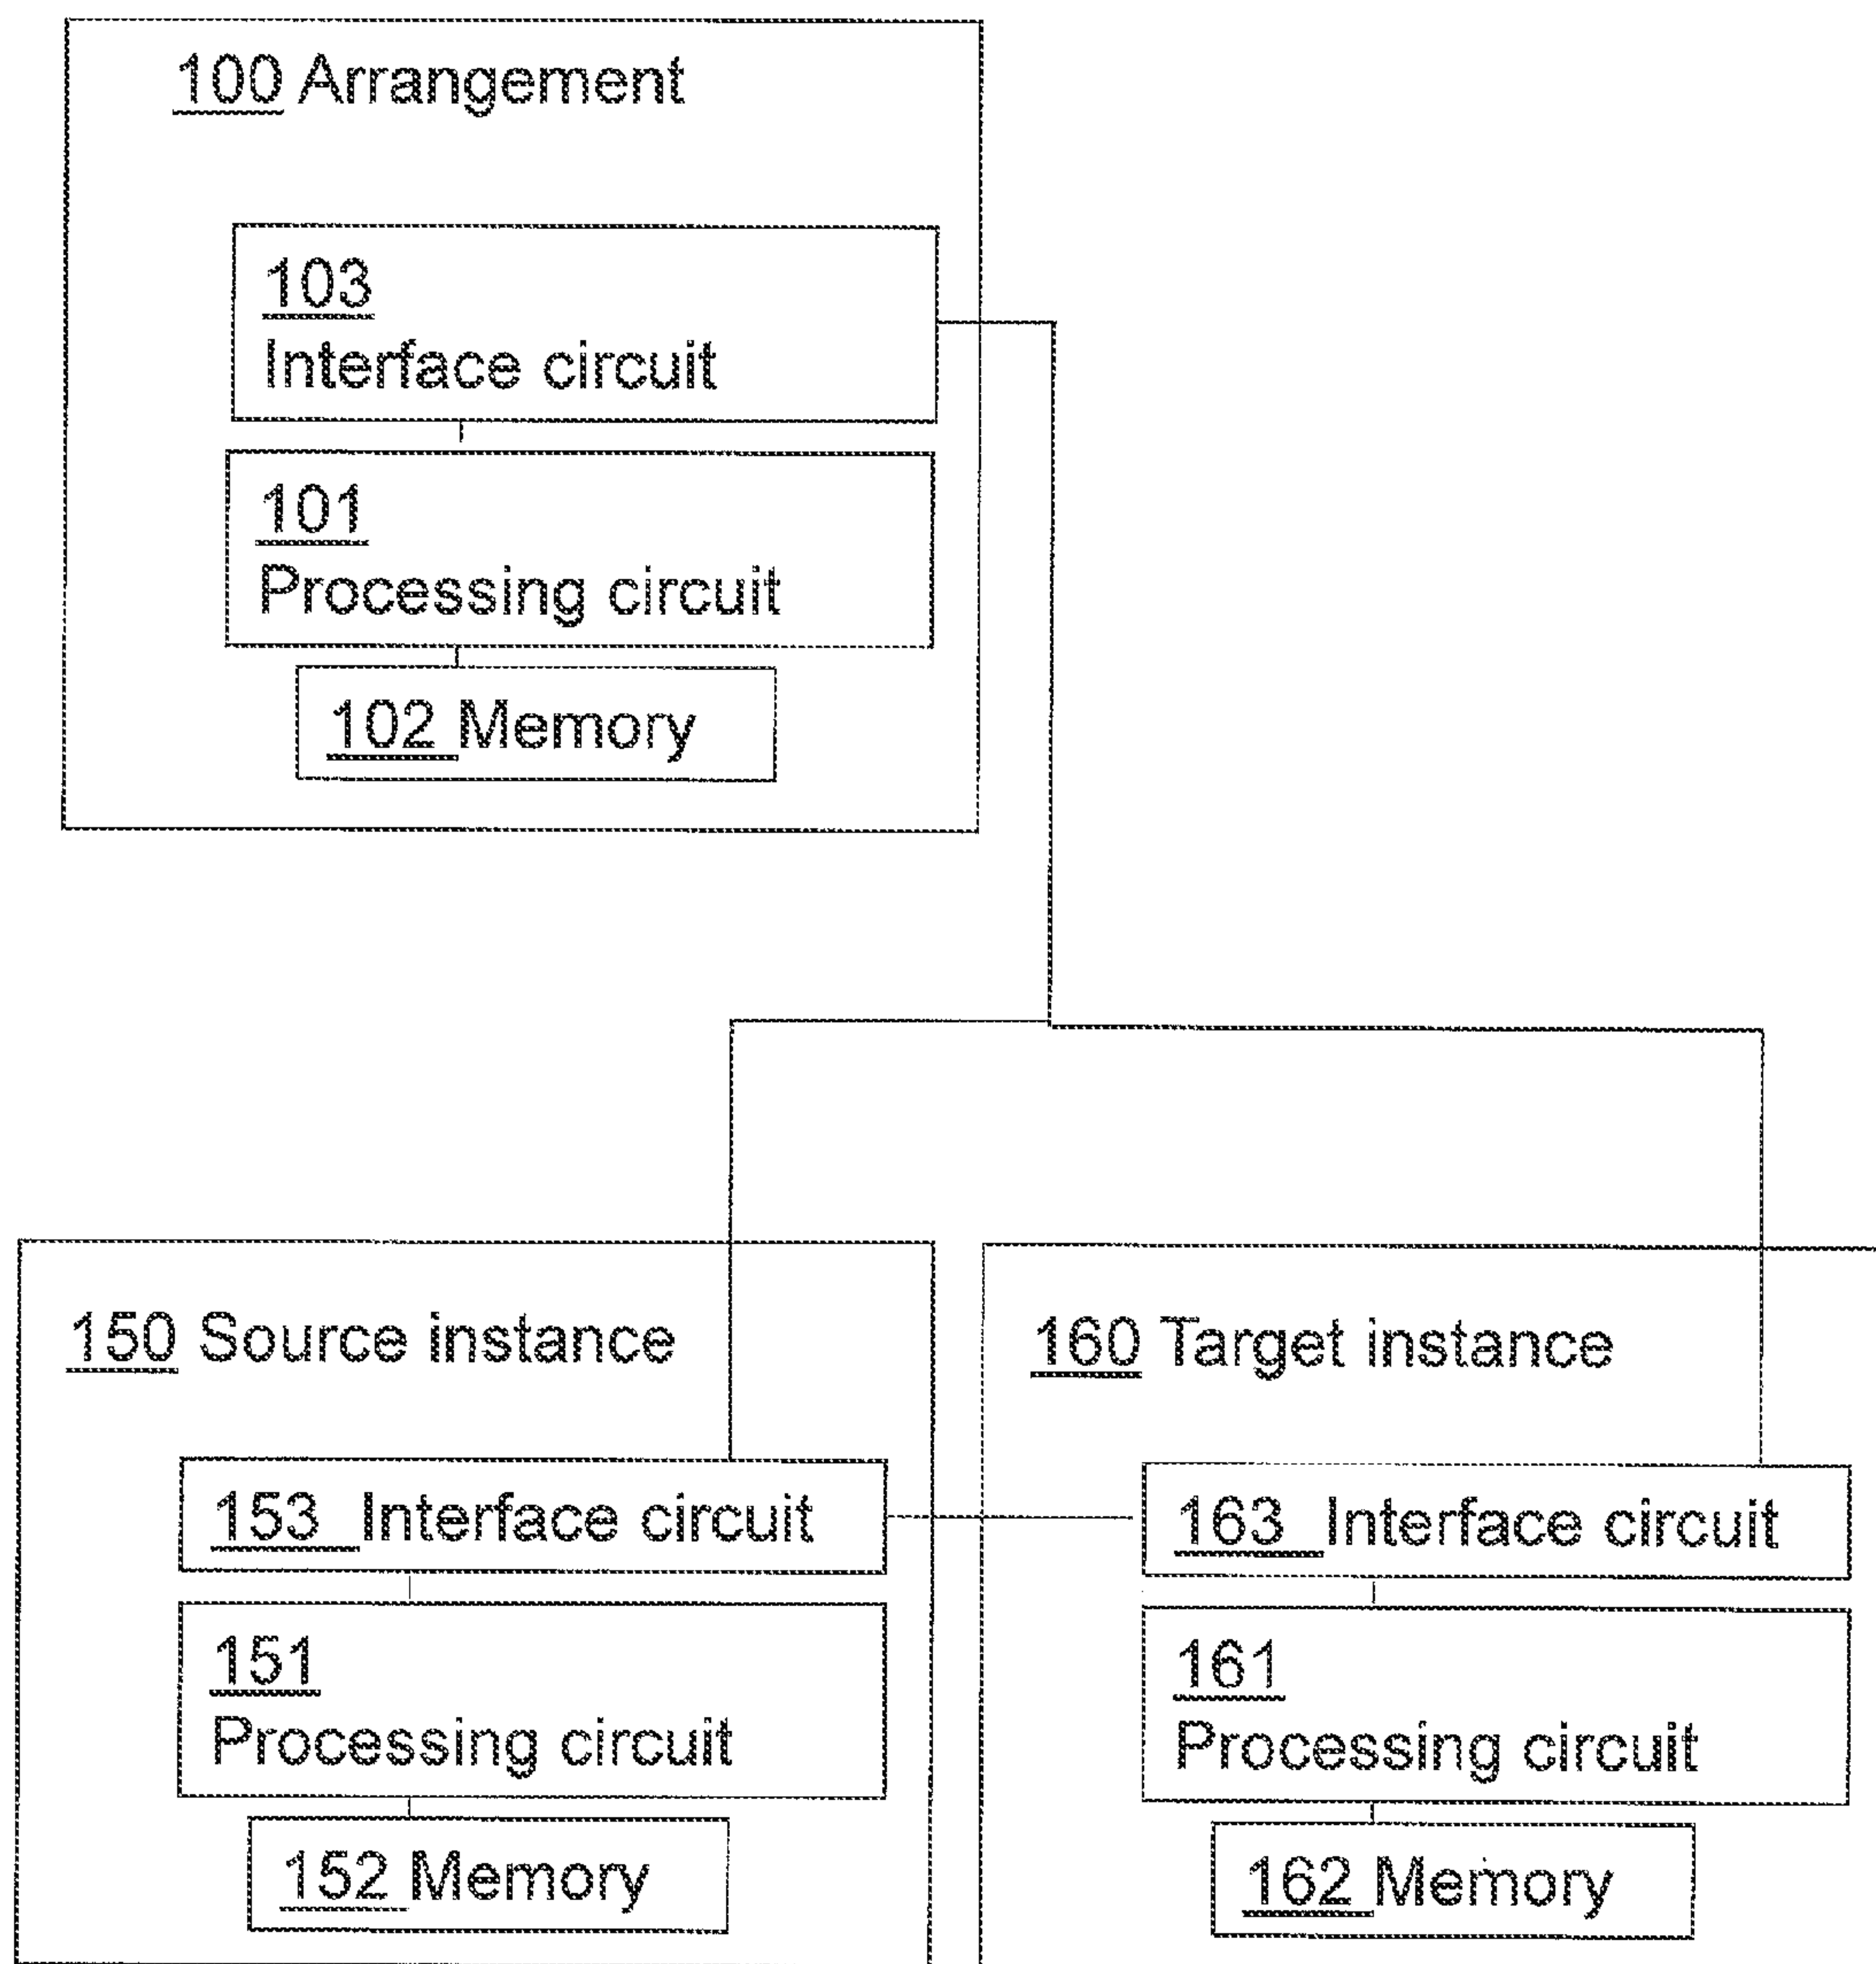 100 Arrangement
103
Interface circuit
101
Processing circuit
102 Memory
150 Source instance
153 Interface circuit
151
Processing circuit
152 Memory
160 Target instance
163 Interface circuit
161
Processing circuit
162 Memory